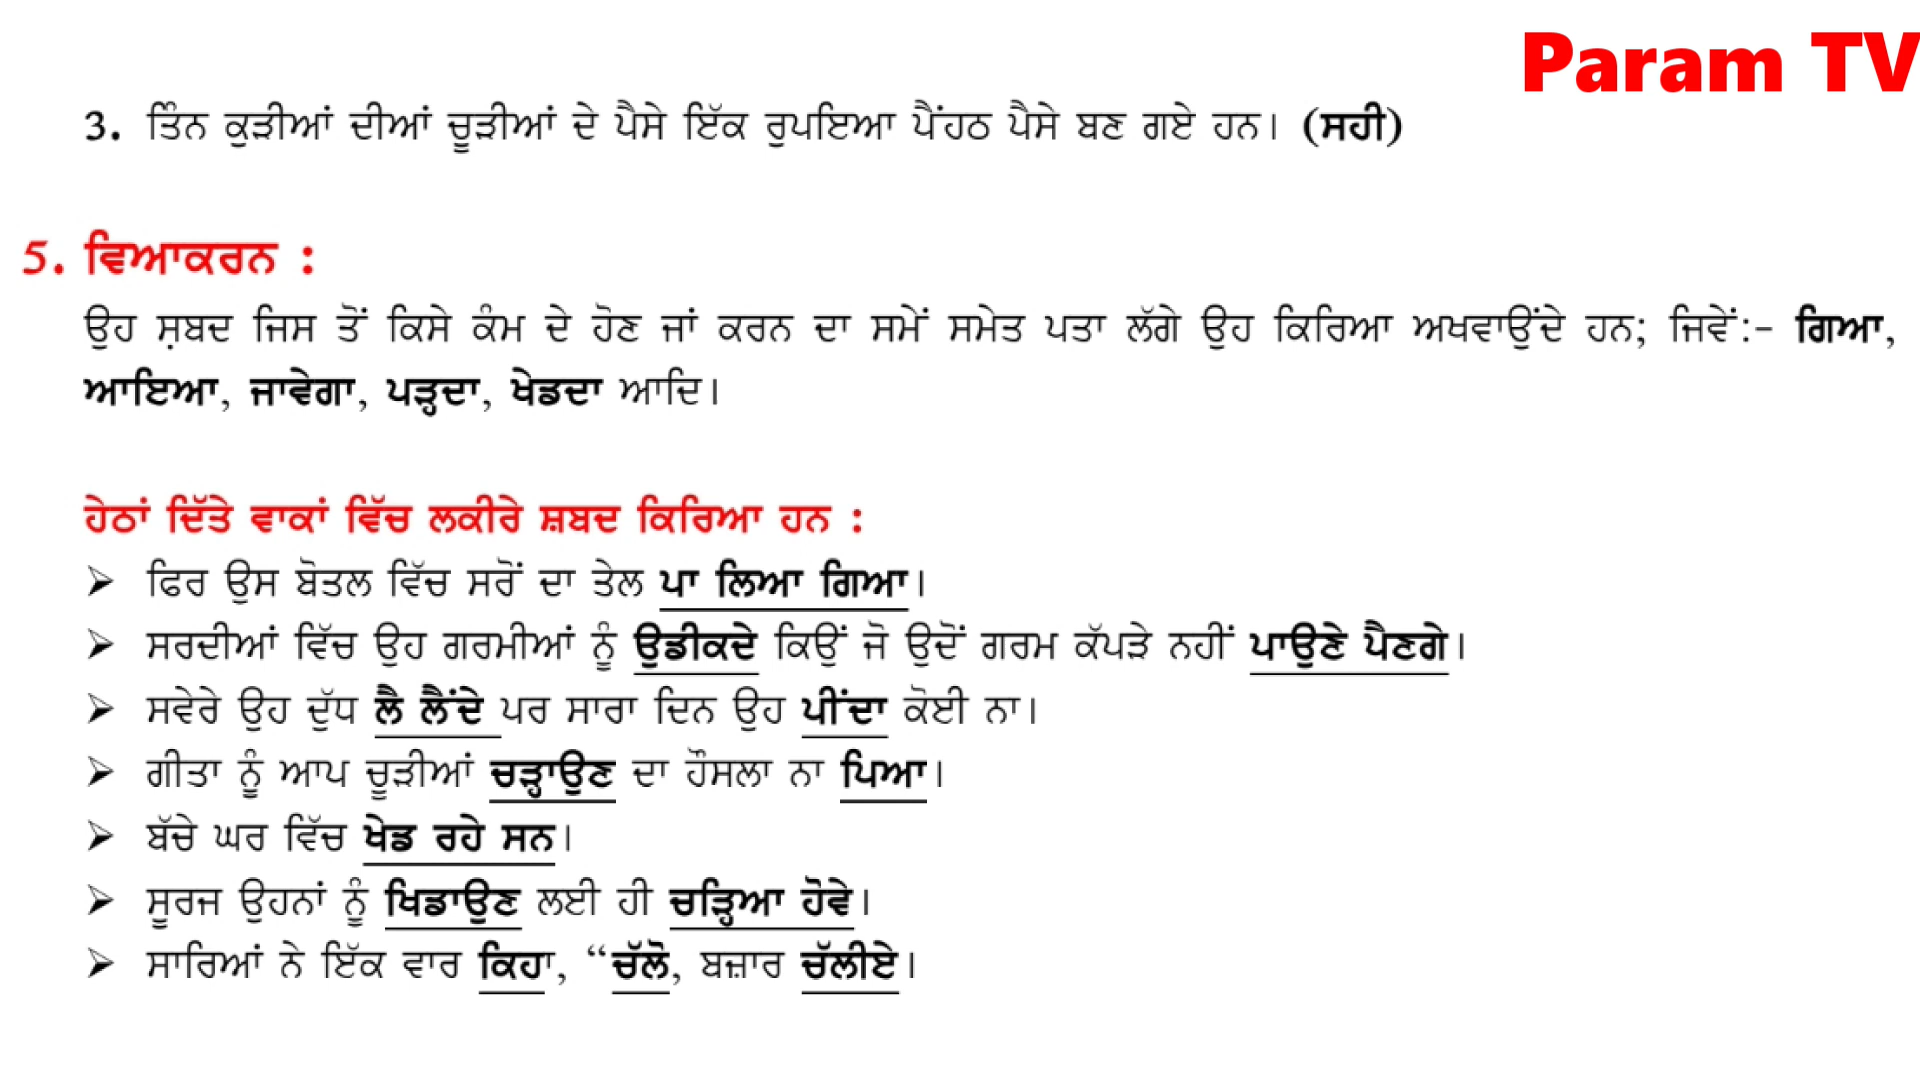 Param TV
3. ਤਿੰਨ ਕੁੜੀਆਂ ਦੀਆਂ ਚੂੜੀਆਂ ਦੇ ਪੈਸੇ ਇੱਕ ਰੁਪਇਆ ਪੈਂਹਠ ਪੈਸੇ ਬਣ ਗਏ ਹਨ। (ਸਹੀ)
5. ਵਿਆਕਰਨ :
ਉਹ ਸ਼ਬਦ ਜਿਸ ਤੋਂ ਕਿਸੇ ਕੰਮ ਦੇ ਹੋਣ ਜਾਂ ਕਰਨ ਦਾ ਸਮੇਂ ਸਮੇਤ ਪਤਾ ਲੱਗੇ ਉਹ ਕਿਰਿਆ ਅਖਵਾਉਂਦੇ ਹਨ; ਜਿਵੇਂ:- ਗਿਆ,
ਆਇਆ, ਜਾਵੇਗਾ, ਪੜ੍ਹਦਾ, ਖੇਡਦਾ ਆਦਿ।
ਹੇਠਾਂ ਦਿੱਤੇ ਵਾਕਾਂ ਵਿੱਚ ਲਕੀਰੇ ਸ਼ਬਦ ਕਿਰਿਆ ਹਨ :
➢ ਫਿਰ ਉਸ ਬੋਤਲ ਵਿੱਚ ਸਰੋਂ ਦਾ ਤੇਲ ਪਾ ਲਿਆ ਗਿਆ।
➢ ਸਰਦੀਆਂ ਵਿੱਚ ਉਹ ਗਰਮੀਆਂ ਨੂੰ ਉਡੀਕਦੇ ਕਿਉਂ ਜੋ ਉਦੋਂ ਗਰਮ ਕੱਪੜੇ ਨਹੀਂ ਪਾਉਣੇ ਪੈਣਗੇ।
➢ ਸਵੇਰੇ ਉਹ ਦੁੱਧ ਲੈ ਲੈਂਦੇ ਪਰ ਸਾਰਾ ਦਿਨ ਉਹ ਪੀਂਦਾ ਕੋਈ ਨਾ।
➢ ਗੀਤਾ ਨੂੰ ਆਪ ਚੂੜੀਆਂ ਚੜ੍ਹਾਉਣ ਦਾ ਹੌਂਸਲਾ ਨਾ ਪਿਆ।
➢ ਬੱਚੇ ਘਰ ਵਿੱਚ ਖੇਡ ਰਹੇ ਸਨ।
➢ ਸੂਰਜ ਉਹਨਾਂ ਨੂੰ ਖਿਡਾਉਣ ਲਈ ਹੀ ਚੜ੍ਹਿਆ ਹੋਵੇ।
➢ ਸਾਰਿਆਂ ਨੇ ਇੱਕ ਵਾਰ ਕਿਹਾ, “ਚੱਲੋ, ਬਜ਼ਾਰ ਚੱਲੀਏ।